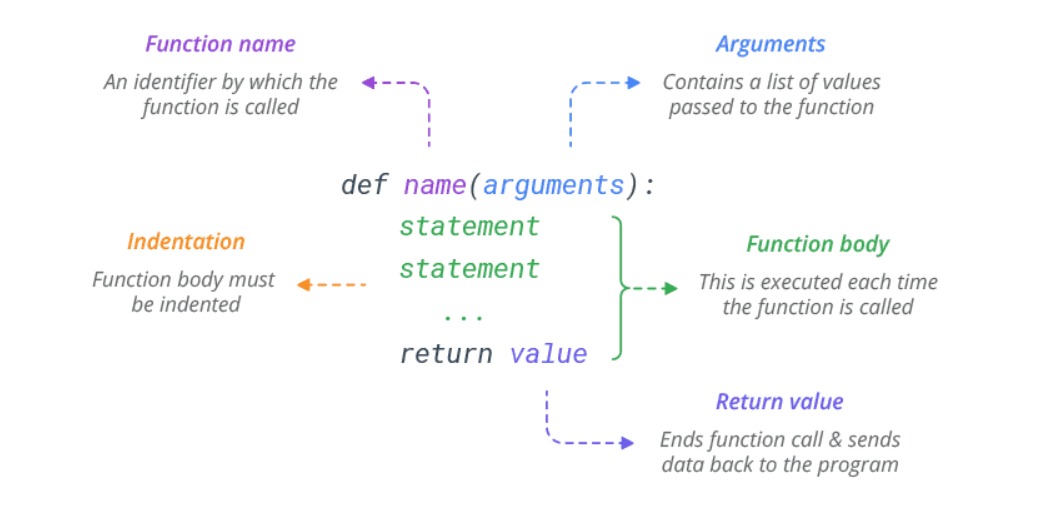 Function name
An identifier by which the
function is called
Arguments
Contains a list of values
passed to the function
def name(arguments):
statement
statement
...
return value
Indentation
Function body must
be indented
Function body
This is executed each time
the function is called
Return value
Ends function call & sends
data back to the program